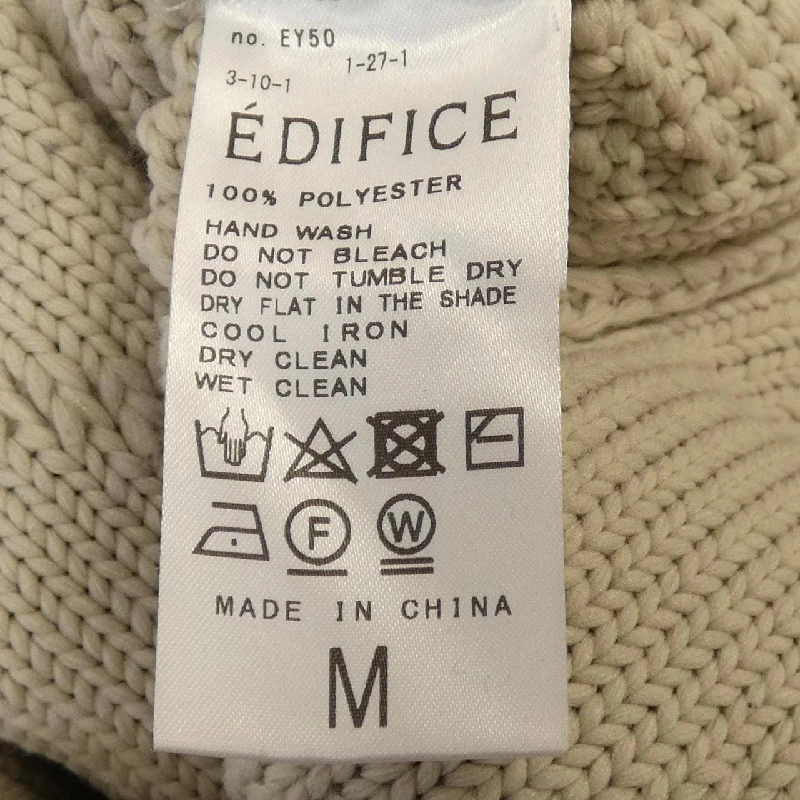 no. EY50
3-10-1 1-27-1
ÉDIFICE
100% POLYESTER
HAND WASH
DO NOT BLEACH
DO NOT TUMBLE DRY
DRY FLAT IN THE SHADE
COOL IRON
DRY CLEAN
WET CLEAN
F W
MADE IN CHINA
M